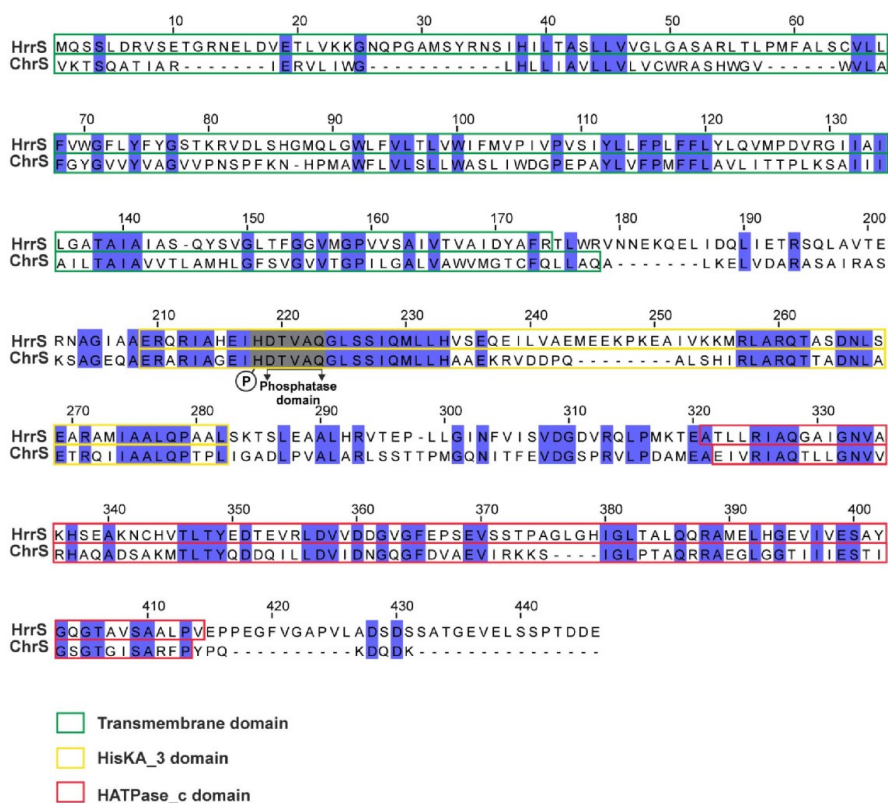 10 20 30 40 50 60
HrrS MQSSLDRVSETGRNELDVETLVKKGNQPGAMSYRNSIHILTASLLVVGLGASARLTLPMFALSCVLL
ChrS VKTSQATIAR------IERVLIWG-----------LHLLIAVLLVLVCWRASHWGV------WVLA
70 80 90 100 110 120 130
HrrS FVWGFLYFYGSTKRVDLSHGMQLGWLFVLTLVWIFMVPIVPVSIYLLFPLFFLYLQVMPDVRGIIAI
ChrS FGYGVVYVAGVVPNSPFKN-HPMAWFLVLSLLWASLIWDGPEPAYLVFPMFFLAVLITTPLKSAIII
140 150 160 170 180 190 200
HrrS LGATAIAIAS-QYSVGLTFGGVMGPVVSAIVTVAIDYAFRTLWRVNNEKQELIDQLIETRSQLAVTE
ChrS AILTAIAVVTLAMHLGFSVGVVTGPILGALVAWVMGTCFQLLAQA-------LKELVDARASAIRAS
210 220 230 240 250 260
HrrS RNAGIAAERQRIAHEIHDTVAQGLSSIQMLLHVSEQEILVAEMEEKPKEAIVKKMRLARQTASDNLS
ChrS KSAGEQAERARIAGEIHDTVAQGLSSIQMLLHAAEKRVDDPQ------ALSHIRLARQTTADNLA
P Phosphatase
domain
270 280 290 300 310 320 330
HrrS EARAMIAALQPAALSKTSLEAALHRVTEP-LLGINFVISVDGDVRQLPMKTEATLLRIAQGAIGNVA
ChrS ETRQIIAALQPTPLIGADLPVALARLSSTTPMGQNITFEVDGSPRVLPDAMEAEIVRIAQTLLGNVV
340 350 360 370 380 390 400
HrrS KHSEAKNCHVTLTYEDTEVRLDVVDDGVGFEPSEVSSTPAGLGHIGLTALQQRAMELHGEVIVESAY
ChrS RHAQADSAKMTLTYQDDQILLDVIDNGQGFDVAEVIRKKS----IGLPTAQRRAEGLGGTIIIESTI
410 420 430 440
HrrS GQGTAVSAALPVEPPEGFVGAPVLADSDSSATGEVELSSPTDDE
ChrS GSGTGISARFPYPQ----------KDQDK---------------
Transmembrane domain
HisKA_3 domain
HATPase_c domain